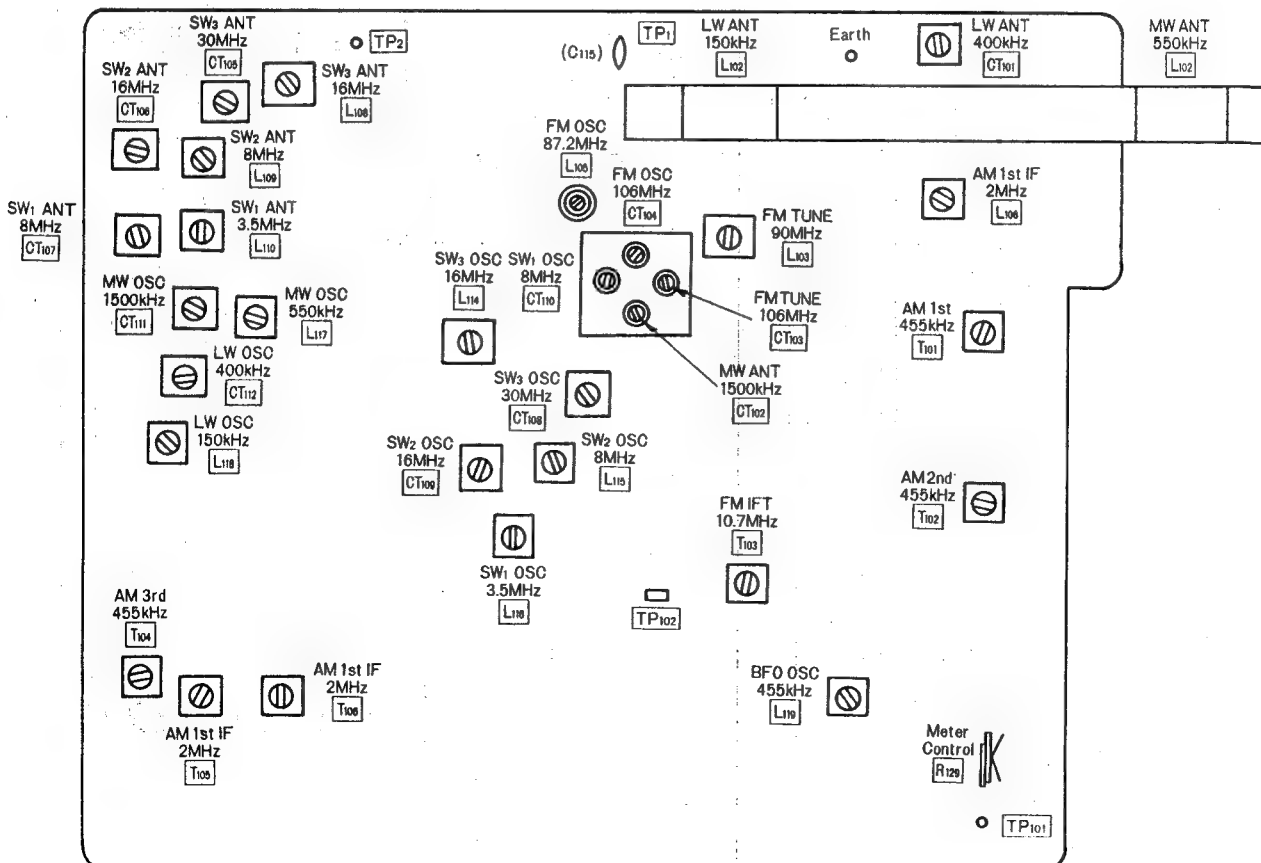 SW3 ANT
30MHz
CT105
TP2
SW2 ANT
16MHz
CT106
SW3 ANT
16MHz
L108
(C115)
TP1
LW ANT
150kHz
L102
Earth
LW ANT
400kHz
CT101
MW ANT
550kHz
L102
SW2 ANT
8MHz
L109
FM OSC
87.2MHz
L105
FM OSC
106MHz
CT104
AM 1st IF
2MHz
L106
SW1 ANT
8MHz
CT107
SW1 ANT
3.5MHz
L110
FM TUNE
90MHz
L103
MW OSC
1500kHz
CT111
MW OSC
550kHz
L117
SW3 OSC
16MHz
L114
SW1 OSC
8MHz
CT110
FM TUNE
106MHz
CT103
AM 1st
455kHz
T101
LW OSC
400kHz
CT112
SW3 OSC
30MHz
CT108
MW ANT
1500kHz
CT102
LW OSC
150kHz
L118
SW2 OSC
16MHz
CT109
SW2 OSC
8MHz
L115
AM 2nd
455kHz
T102
FM IFT
10.7MHz
T103
SW1 OSC
3.5MHz
L116
TP102
AM 3rd
455kHz
T104
AM 1st IF
2MHz
T106
AM 1st IF
2MHz
T105
BFO OSC
455kHz
L119
Meter
Control
R129
TP101